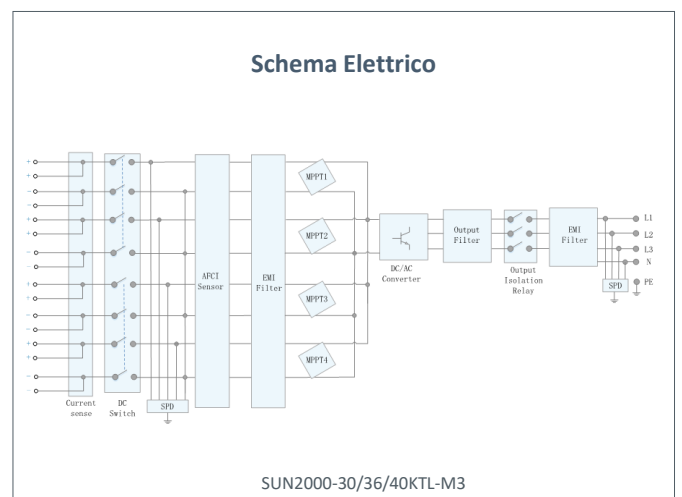 Schema Elettrico
+
+
-
-
+
+
-
-
+
+
-
-
+
+
-
-
Current
sense
DC
Switch
SPD
AFCI
Sensor
EMI
Filter
MPPT1
MPPT2
MPPT3
MPPT4
DC/AC
Converter
Output
Filter
Output
Isolation
Relay
EMI
Filter
SPD
L1
L2
L3
N
PE
SUN2000-30/36/40KTL-M3